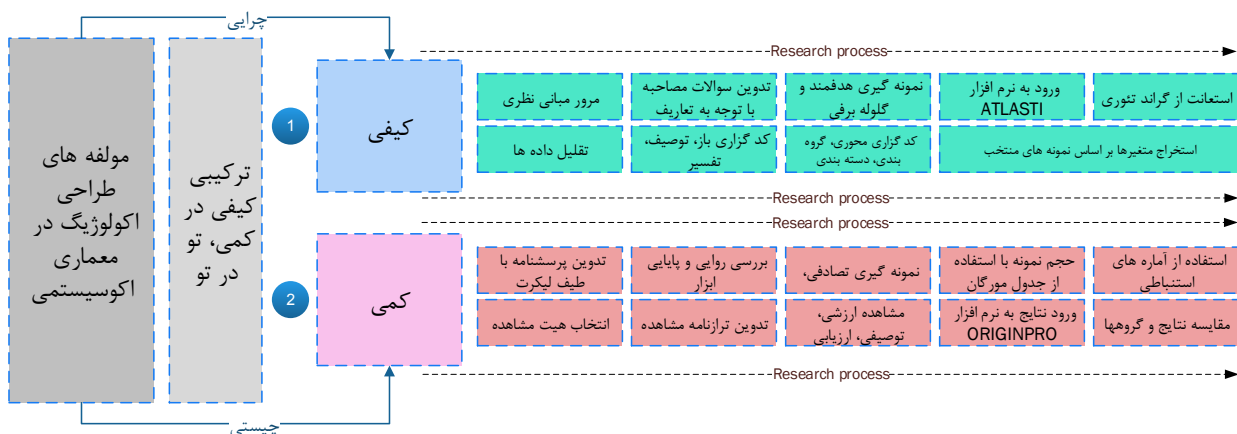 چرایی
مولفه های
طراحی
اکولوژیگ در
معماری
اکوسیستمی
ترکیبی
کیفی در
کمی، تو
در تو
1
کیفی
Research process
مرور مبانی نظری
تدوین سوالات مصاحبه
با توجه به تعاریف
نمونه گیری هدفمند و
گلوله برفی
ورود به نرم افزار
ATLASTI
استعانت از گراند تئوری
تقلیل داده ها
کد گزاری باز، توصیف،
تفسیر
کد گزاری محوری، گروه
بندی، دسته بندی
استخراج متغیرها بر اساس نمونه های منتخب
Research process
2
کمی
Research process
تدوین پرسشنامه با
طیف لیکرت
بررسی روایی و پایایی
ابزار
نمونه گیری تصادفی،
حجم نمونه با استفاده
از جدول مورگان
استفاده از آماره های
استنباطی
انتخاب هیت مشاهده
تدوین ترازنامه مشاهده
مشاهده ارزشی،
توصیفی، ارزیابی
ورود نتایج به نرم افزار
ORIGINPRO
مقایسه نتایج و گروهها
Research process
چیستی